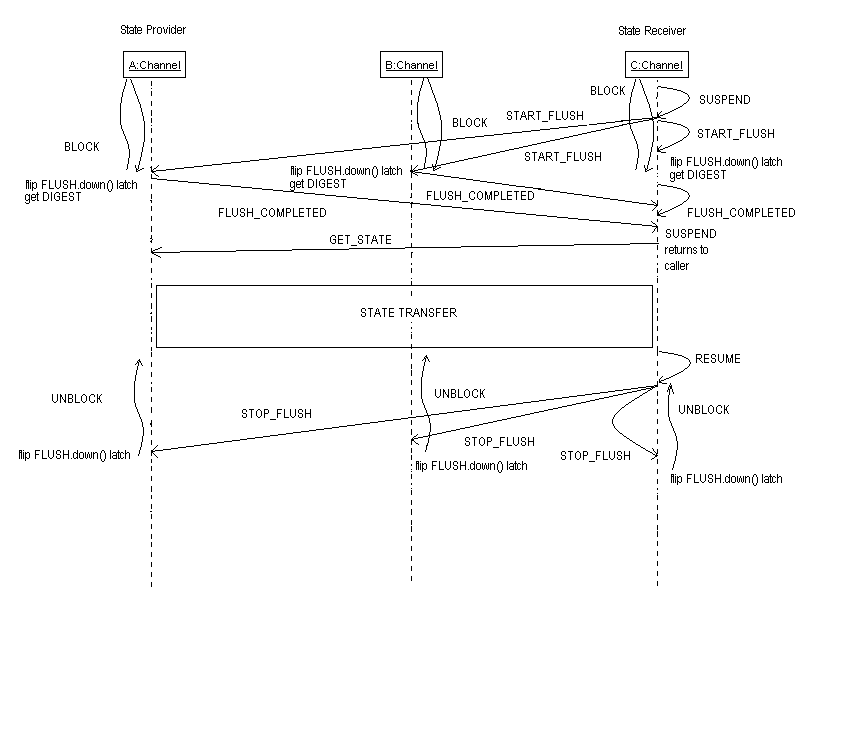 State Provider
State Receiver
A:Channel
B:Channel
C:Channel
BLOCK
SUSPEND
START_FLUSH
BLOCK
START_FLUSH
BLOCK
START_FLUSH
flip FLUSH.down() latch
get DIGEST
flip FLUSH.down() latch
get DIGEST
flip FLUSH.down() latch
get DIGEST
FLUSH_COMPLETED
FLUSH_COMPLETED
FLUSH_COMPLETED
SUSPEND
returns to
caller
GET_STATE
STATE TRANSFER
RESUME
UNBLOCK
UNBLOCK
UNBLOCK
STOP_FLUSH
STOP_FLUSH
STOP_FLUSH
flip FLUSH.down() latch
flip FLUSH.down() latch
flip FLUSH.down() latch